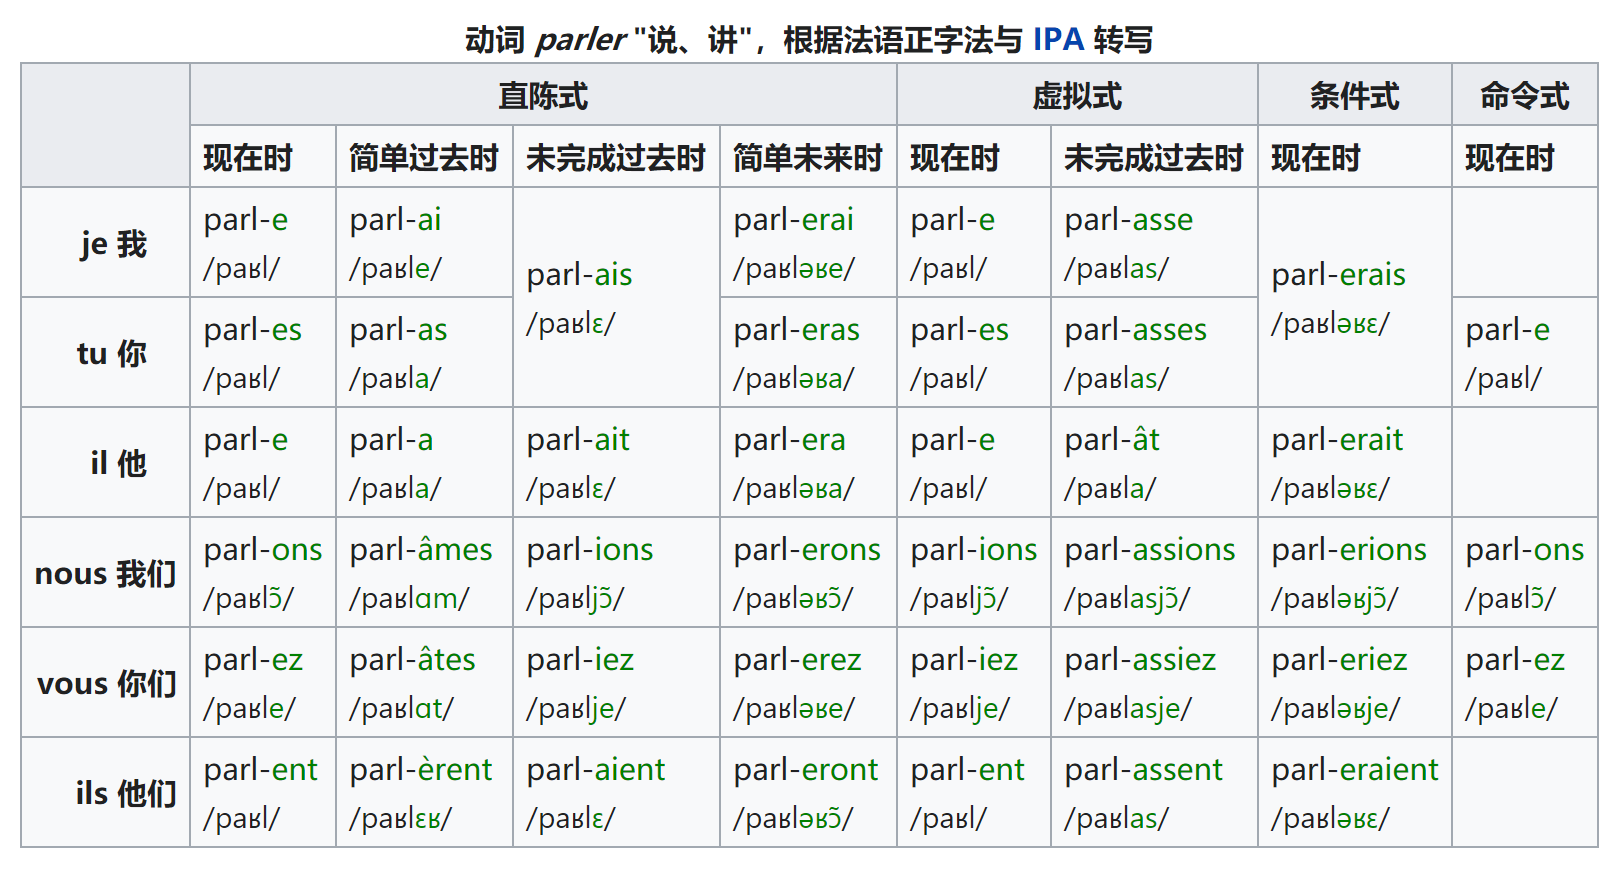 动词 parler "说、讲"，根据法语正字法与 IPA 转写
直陈式 虚拟式 条件式 命令式
现在时 简单过去时 未完成过去时 简单未来时 现在时 未完成过去时 现在时 现在时
je 我 parl-e parl-ai parl-ais parl-erai parl-e parl-asse parl-erais
/paʁl/ /paʁle/ /paʁlɛ/ /paʁləʁe/ /paʁl/ /paʁlas/ /paʁləʁɛ/
tu 你 parl-es parl-as parl-eras parl-es parl-asses parl-e
/paʁl/ /paʁla/ /paʁləʁa/ /paʁl/ /paʁlas/ /paʁl/
il 他 parl-e parl-a parl-ait parl-era parl-e parl-ât parl-erait
/paʁl/ /paʁla/ /paʁlɛ/ /paʁləʁa/ /paʁl/ /paʁla/ /paʁləʁɛ/
nous 我们 parl-ons parl-âmes parl-ions parl-erons parl-ions parl-assions parl-erions parl-ons
/paʁlɔ̃/ /paʁlɑm/ /paʁljɔ̃/ /paʁləʁɔ̃/ /paʁljɔ̃/ /paʁlasjɔ̃/ /paʁləʁjɔ̃/ /paʁlɔ̃/
vous 你们 parl-ez parl-âtes parl-iez parl-erez parl-iez parl-assiez parl-eriez parl-ez
/paʁle/ /paʁlɑt/ /paʁlje/ /paʁləʁe/ /paʁlje/ /paʁlasje/ /paʁləʁje/ /paʁle/
ils 他们 parl-ent parl-èrent parl-aient parl-eront parl-ent parl-assent parl-eraient
/paʁl/ /paʁlɛʁ/ /paʁlɛ/ /paʁləʁɔ̃/ /paʁl/ /paʁlas/ /paʁləʁɛ/